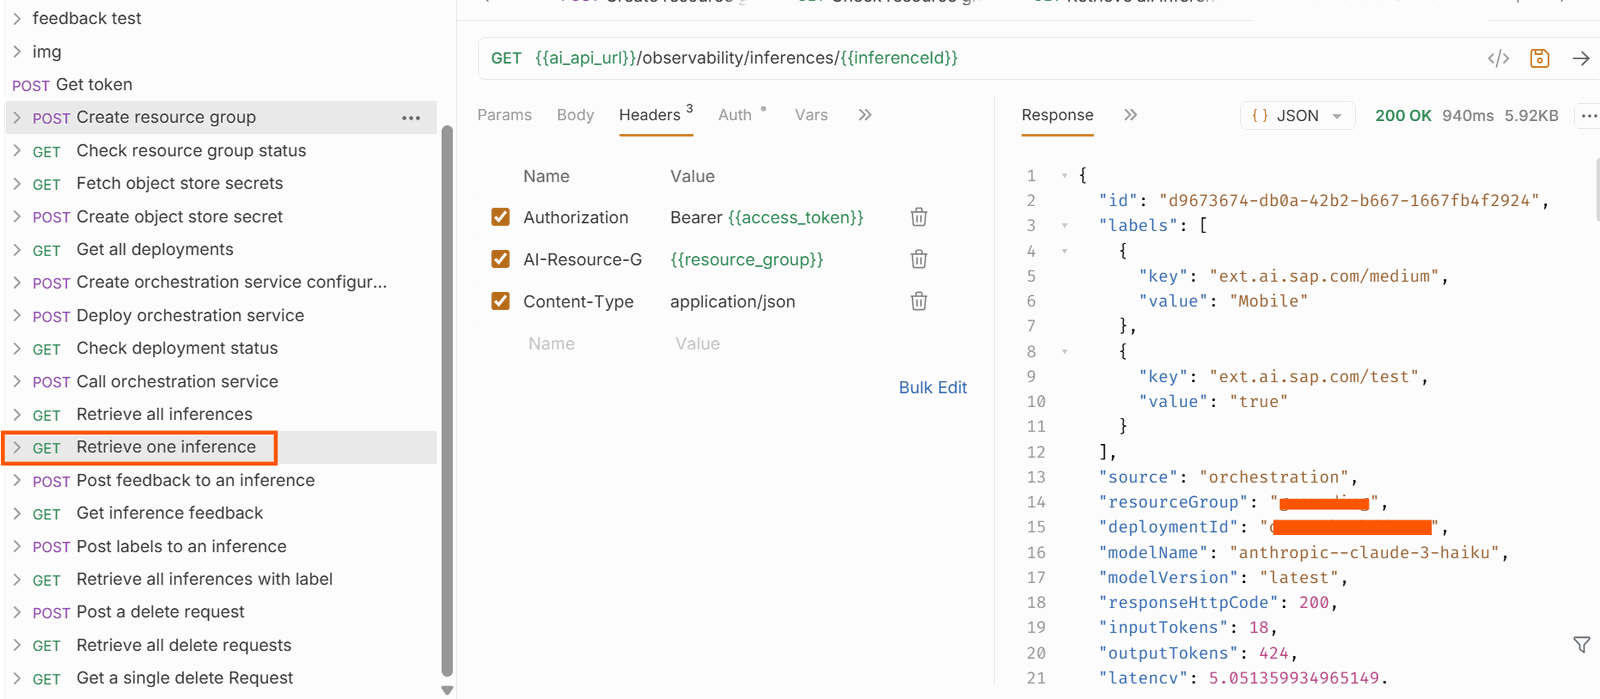 feedback test
img
POST Get token
POST Create resource group
GET Check resource group status
GET Fetch object store secrets
POST Create object store secret
GET Get all deployments
POST Create orchestration service configur...
POST Deploy orchestration service
GET Check deployment status
POST Call orchestration service
GET Retrieve all inferences
GET Retrieve one inference
POST Post feedback to an inference
GET Get inference feedback
POST Post labels to an inference
GET Retrieve all inferences with label
POST Post a delete request
GET Retrieve all delete requests
GET Get a single delete Request
GET {{ai_api_url}}/observability/inferences/{{inferenceId}}
Params Body Headers 3 Auth Vars
Name Value
Authorization Bearer {{access_token}}
AI-Resource-G {{resource_group}}
Content-Type application/json
Name Value
Bulk Edit
Response { } JSON 200 OK 940ms 5.92KB
1 {
2 "id": "d9673674-db0a-42b2-b667-1667fb4f2924",
3 "labels": [
4 {
5 "key": "ext.ai.sap.com/medium",
6 "value": "Mobile"
7 },
8 {
9 "key": "ext.ai.sap.com/test",
10 "value": "true"
11 }
12 ],
13 "source": "orchestration",
14 "resourceGroup": "
15 "deploymentId": "
16 "modelName": "anthropic--claude-3-haiku",
17 "modelVersion": "latest",
18 "responseHttpCode": 200,
19 "inputTokens": 18,
20 "outputTokens": 424,
21 "latency": 5.051359934965149,